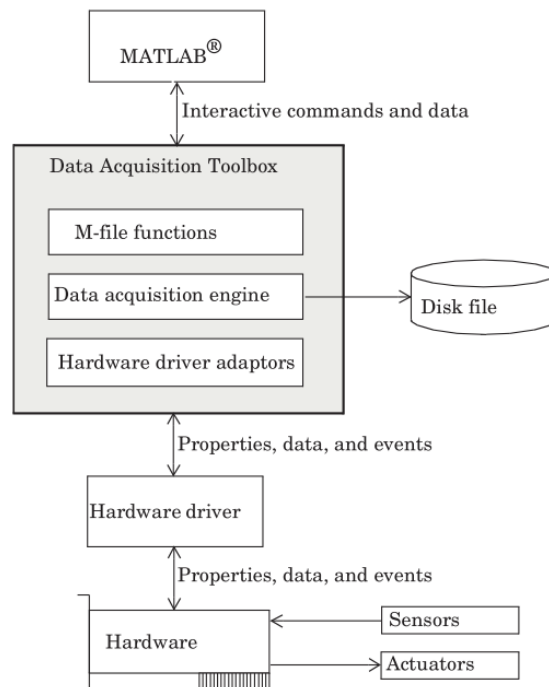 MATLAB®
Interactive commands and data
Data Acquisition Toolbox
M-file functions
Data acquisition engine
Disk file
Hardware driver adaptors
Properties, data, and events
Hardware driver
Properties, data, and events
Sensors
Hardware
Actuators